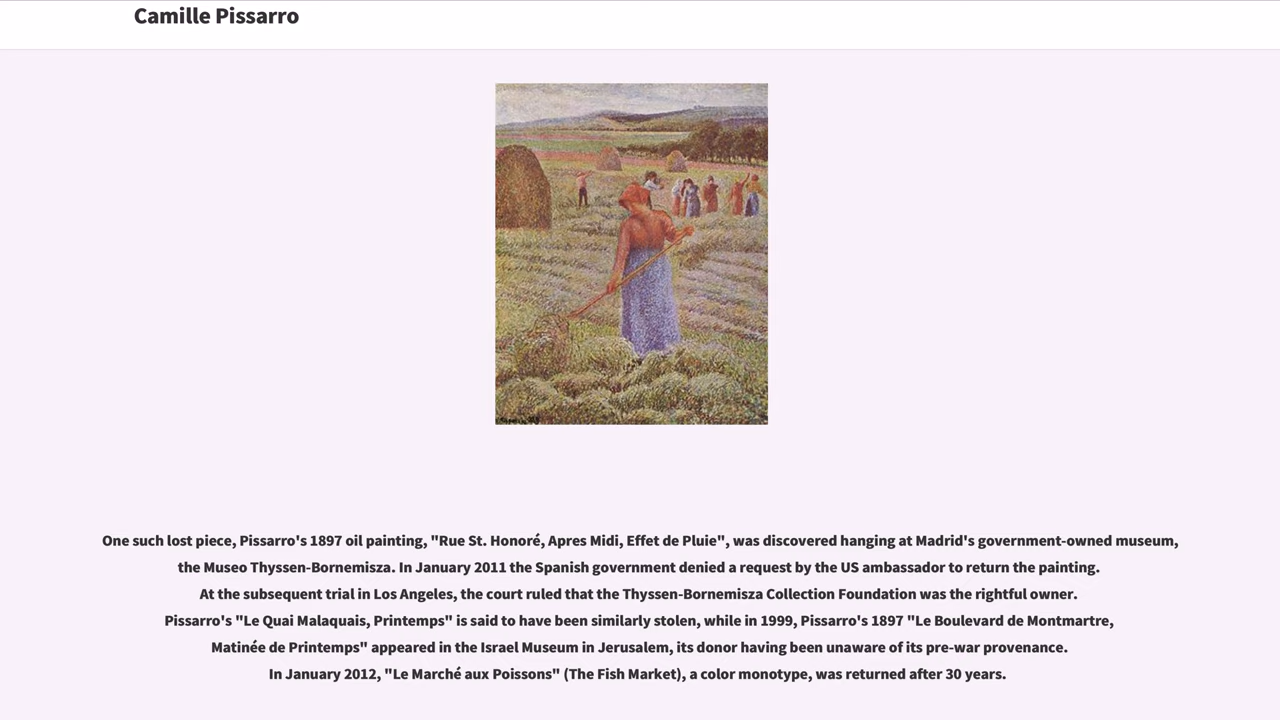 Camille Pissarro
One such lost piece, Pissarro's 1897 oil painting, "Rue St. Honoré, Apres Midi, Effet de Pluie", was discovered hanging at Madrid's government-owned museum,
the Museo Thyssen-Bornemisza. In January 2011 the Spanish government denied a request by the US ambassador to return the painting.
At the subsequent trial in Los Angeles, the court ruled that the Thyssen-Bornemisza Collection Foundation was the rightful owner.
Pissarro's "Le Quai Malaquais, Printemps" is said to have been similarly stolen, while in 1999, Pissarro's 1897 "Le Boulevard de Montmartre,
Matinée de Printemps" appeared in the Israel Museum in Jerusalem, its donor having been unaware of its pre-war provenance.
In January 2012, "Le Marché aux Poissons" (The Fish Market), a color monotype, was returned after 30 years.